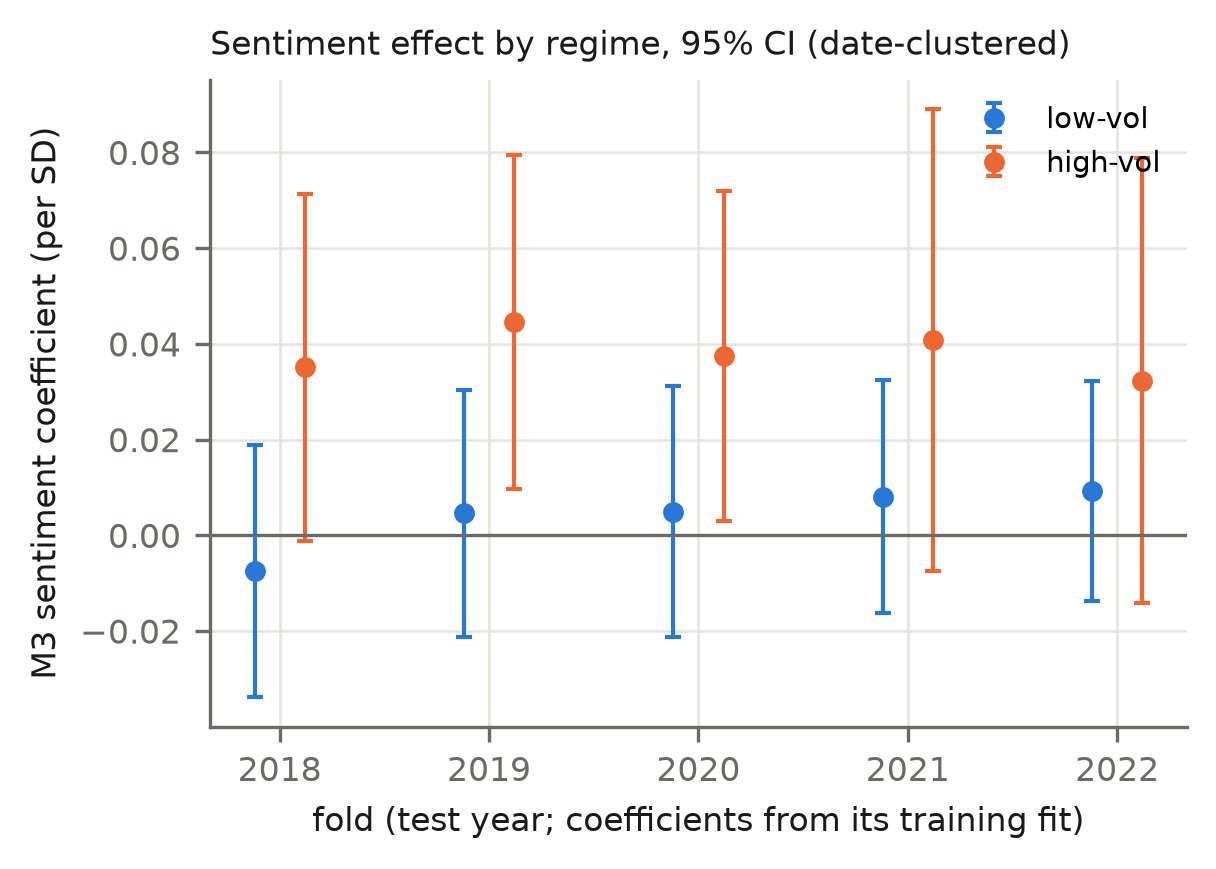 Sentiment effect by regime, 95% CI (date-clustered)
low-vol
high-vol
M3 sentiment coefficient (per SD)
0.08
0.06
0.04
0.02
0.00
−0.02
2018 2019 2020 2021 2022
fold (test year; coefficients from its training fit)